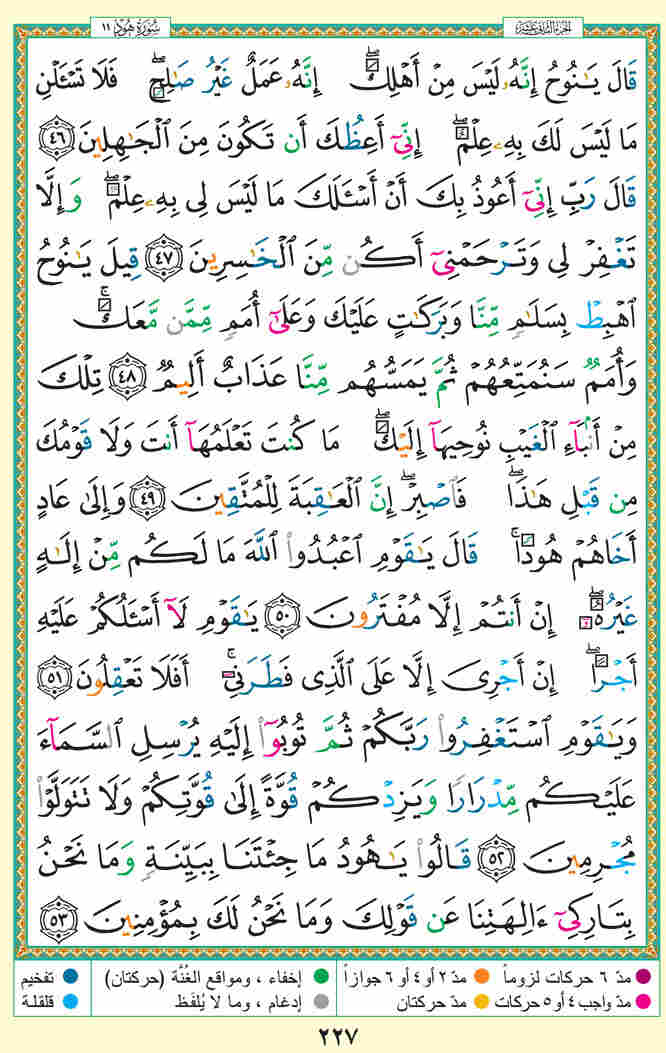 الجزء الثاني عشر
سُورَة هُود ١١
قَالَ يَـٰنُوحُ إِنَّهُۥ لَيْسَ مِنْ أَهْلِكَ ۖ إِنَّهُۥ عَمَلٌ غَيْرُ صَـٰلِحٍ ۖ فَلَا تَسْـَٔلْنِ
مَا لَيْسَ لَكَ بِهِۦ عِلْمٌ ۖ إِنِّىٓ أَعِظُكَ أَن تَكُونَ مِنَ ٱلْجَـٰهِلِينَ ٤٦
قَالَ رَبِّ إِنِّىٓ أَعُوذُ بِكَ أَنْ أَسْـَٔلَكَ مَا لَيْسَ لِى بِهِۦ عِلْمٌ ۖ وَإِلَّا
تَغْفِرْ لِى وَتَرْحَمْنِىٓ أَكُن مِّنَ ٱلْخَـٰسِرِينَ ٤٧ قِيلَ يَـٰنُوحُ
ٱهْبِطْ بِسَلَـٰمٍ مِّنَّا وَبَرَكَـٰتٍ عَلَيْكَ وَعَلَىٰٓ أُمَمٍ مِّمَّن مَّعَكَ ۚ
وَأُمَمٌ سَنُمَتِّعُهُمْ ثُمَّ يَمَسُّهُم مِّنَّا عَذَابٌ أَلِيمٌ ٤٨ تِلْكَ
مِنْ أَنۢبَآءِ ٱلْغَيْبِ نُوحِيهَآ إِلَيْكَ ۖ مَا كُنتَ تَعْلَمُهَآ أَنتَ وَلَا قَوْمُكَ
مِن قَبْلِ هَـٰذَا ۖ فَٱصْبِرْ ۖ إِنَّ ٱلْعَـٰقِبَةَ لِلْمُتَّقِينَ ٤٩ وَإِلَىٰ عَادٍ
أَخَاهُمْ هُودًا ۚ قَالَ يَـٰقَوْمِ ٱعْبُدُوا۟ ٱللَّهَ مَا لَكُم مِّنْ إِلَـٰهٍ
غَيْرُهُۥٓ ۖ إِنْ أَنتُمْ إِلَّا مُفْتَرُونَ ٥٠ يَـٰقَوْمِ لَآ أَسْـَٔلُكُمْ عَلَيْهِ
أَجْرًا ۖ إِنْ أَجْرِىَ إِلَّا عَلَى ٱلَّذِى فَطَرَنِىٓ ۚ أَفَلَا تَعْقِلُونَ ٥١
وَيَـٰقَوْمِ ٱسْتَغْفِرُوا۟ رَبَّكُمْ ثُمَّ تُوبُوٓا۟ إِلَيْهِ يُرْسِلِ ٱلسَّمَآءَ
عَلَيْكُم مِّدْرَارًا وَيَزِدْكُمْ قُوَّةً إِلَىٰ قُوَّتِكُمْ وَلَا تَتَوَلَّوْا۟
مُجْرِمِينَ ٥٢ قَالُوا۟ يَـٰهُودُ مَا جِئْتَنَا بِبَيِّنَةٍ وَمَا نَحْنُ
بِتَارِكِىٓ ءَالِهَتِنَا عَن قَوْلِكَ وَمَا نَحْنُ لَكَ بِمُؤْمِنِينَ ٥٣
مدّ ٦ حركات لزوماً مدّ ٢ أو ٤ أو ٦ جوازاً إخفاء ، ومواقع الغُنَّة (حركتان) تفخيم
مدّ واجب ٤ أو ٥ حركات مدّ حركتان إدغام ، وما لا يُلفَظ قلقلة
٢٢٧